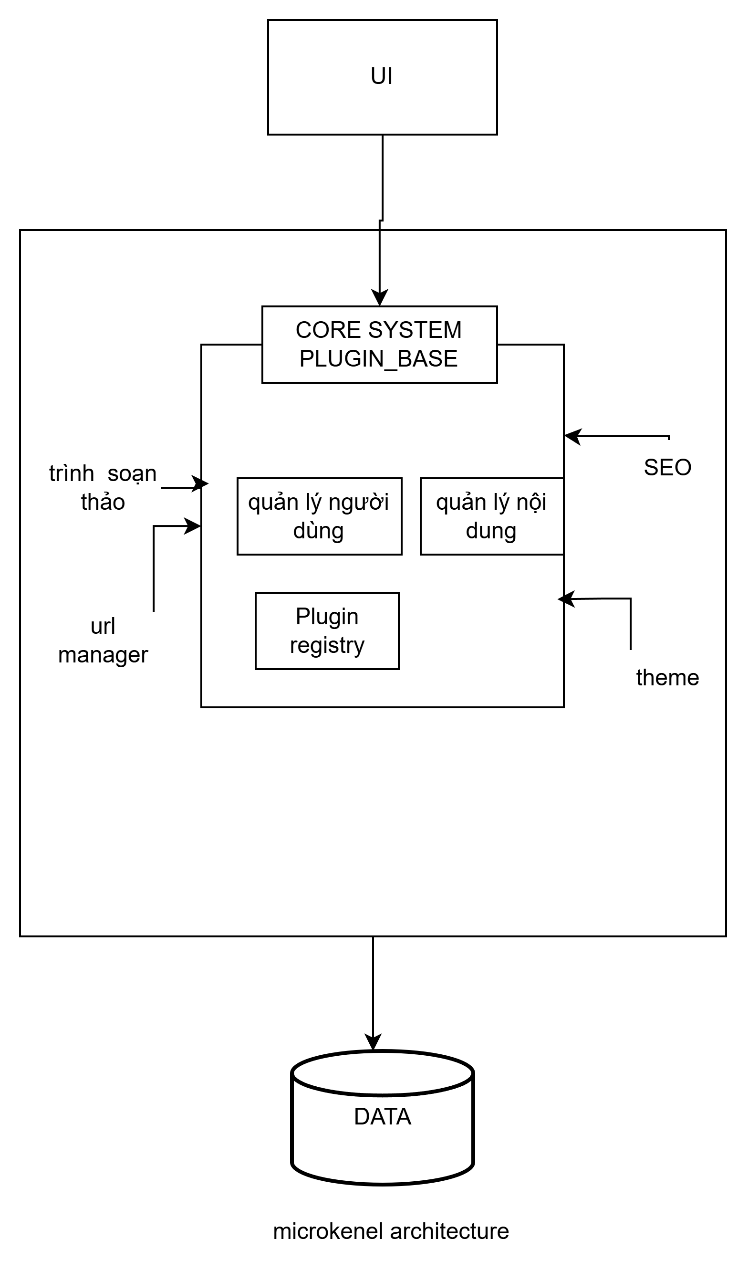 UI
CORE SYSTEM
PLUGIN_BASE
trình  soạn
thảo
SEO
quản lý người
dùng
quản lý nội
dung
url
manager
Plugin
registry
theme
DATA
microkenel architecture